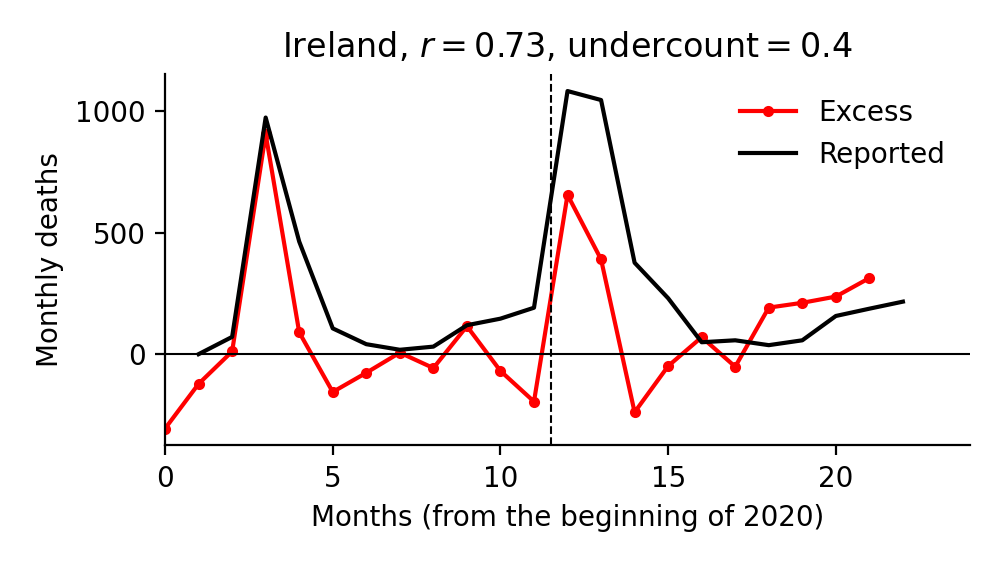 Ireland, r = 0.73, undercount = 0.4
Monthly deaths
1000
500
0
Excess
Reported
0 5 10 15 20
Months (from the beginning of 2020)